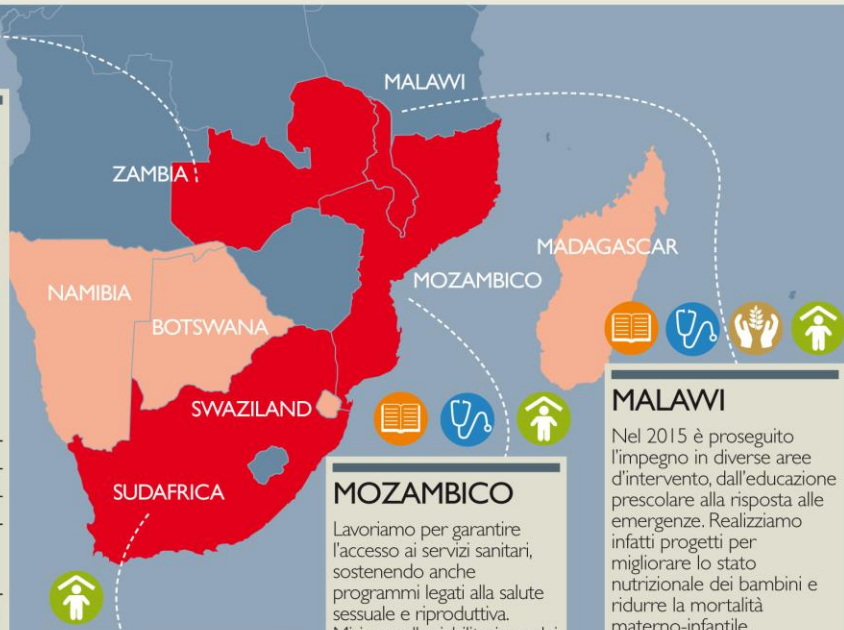 MALAWI
ZAMBIA
MADAGASCAR
MOZAMBICO
NAMIBIA
BOTSWANA
SWAZILAND
SUDAFRICA
MOZAMBICO
Lavoriamo per garantire
l'accesso ai servizi sanitari,
sostenendo anche
programmi legati alla salute
sessuale e riproduttiva.
MALAWI
Nel 2015 è proseguito
l'impegno in diverse aree
d'intervento, dall'educazione
prescolare alla risposta alle
emergenze. Realizziamo
infatti progetti per
migliorare lo stato
nutrizionale dei bambini e
ridurre la mortalità
materno-infantile